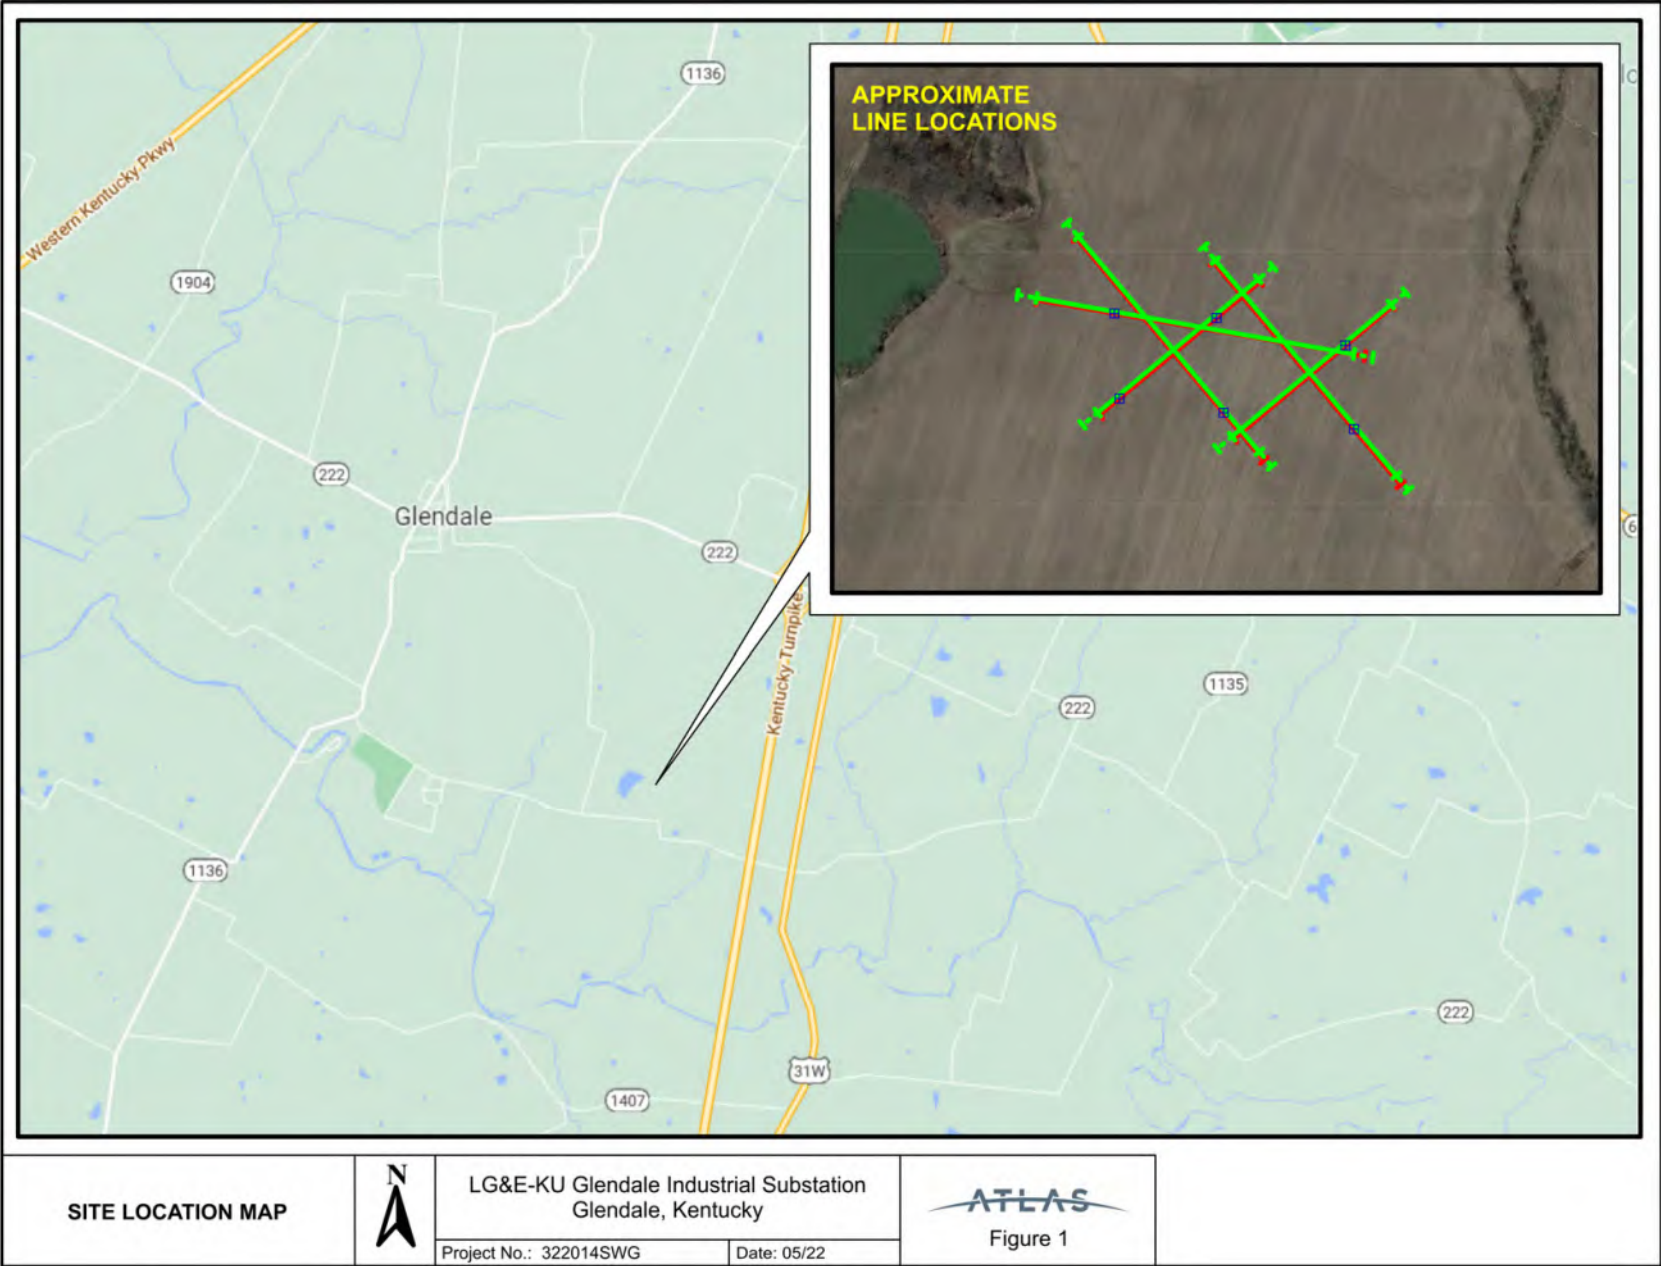 1136
Western Kentucky Pkwy
1904
222
Glendale
222
Kentucky Turnpike
1136
1407
31W
222
1135
222
6
APPROXIMATE
LINE LOCATIONS
SITE LOCATION MAP
N
LG&E-KU Glendale Industrial Substation
Glendale, Kentucky
Project No.: 322014SWG
Date: 05/22
ATLAS
Figure 1